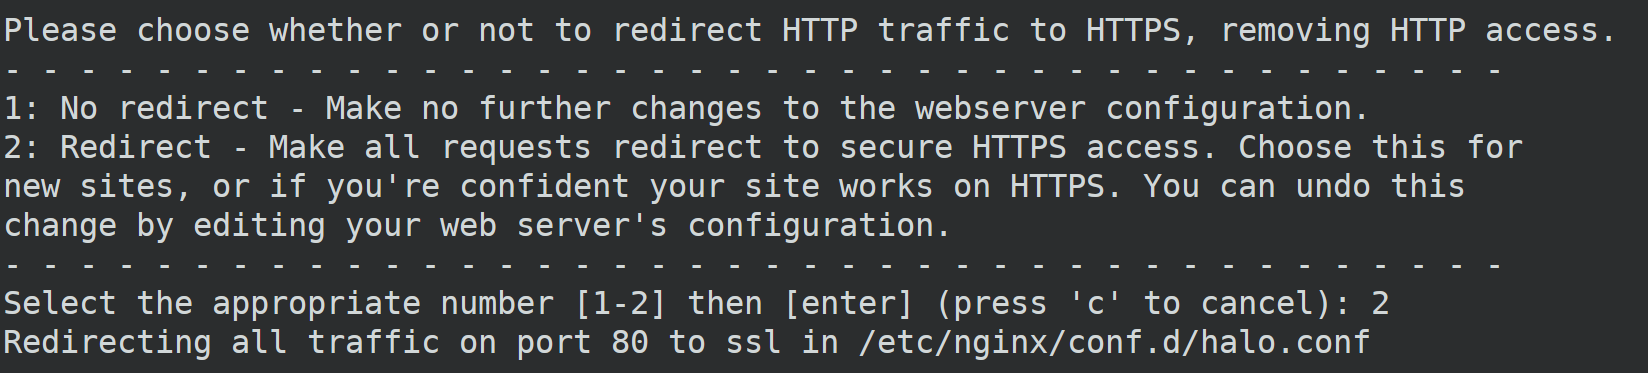 Please choose whether or not to redirect HTTP traffic to HTTPS, removing HTTP access.
- - - - - - - - - - - - - - - - - - - - - - - - - - - - - - - - - - - - - - - -
1: No redirect - Make no further changes to the webserver configuration.
2: Redirect - Make all requests redirect to secure HTTPS access. Choose this for
new sites, or if you're confident your site works on HTTPS. You can undo this
change by editing your web server's configuration.
- - - - - - - - - - - - - - - - - - - - - - - - - - - - - - - - - - - - - - - -
Select the appropriate number [1-2] then [enter] (press 'c' to cancel): 2
Redirecting all traffic on port 80 to ssl in /etc/nginx/conf.d/halo.conf